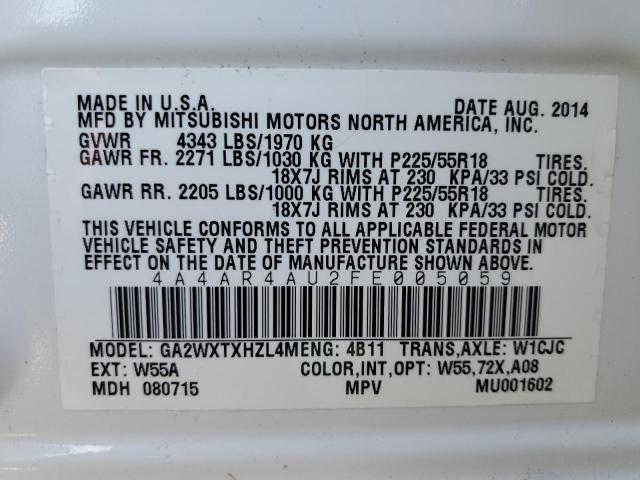 MADE IN U.S.A. DATE AUG. 2014
MFD BY MITSUBISHI MOTORS NORTH AMERICA, INC.
GVWR 4343 LBS/1970 KG
GAWR FR. 2271 LBS/1030 KG WITH P225/55R18 TIRES.
18X7J RIMS AT 230 KPA/33 PSI COLD.
GAWR RR. 2205 LBS/1000 KG WITH P225/55R18 TIRES.
18X7J RIMS AT 230 KPA/33 PSI COLD.
THIS VEHICLE CONFORMS TO ALL APPLICABLE FEDERAL MOTOR
VEHICLE SAFETY AND THEFT PREVENTION STANDARDS IN
EFFECT ON THE DATE OF MANUFACTURE SHOWN ABOVE.
4A4AR4AU2FE005059
MODEL: GA2WXTXHZL4MENG: 4B11 TRANS,AXLE: W1CJC
EXT: W55A COLOR,INT,OPT: W55,72X,A08
MDH 080715 MPV MU001602